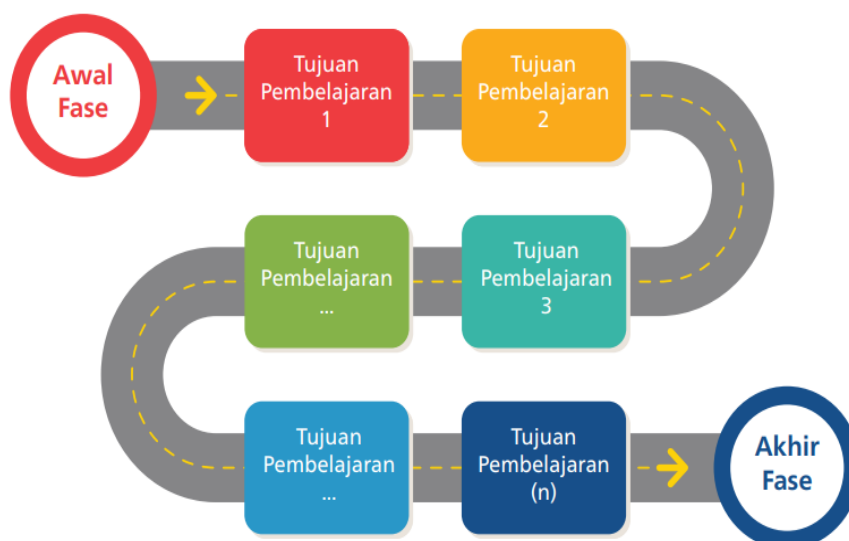 Awal
Fase
Tujuan
Pembelajaran
1
Tujuan
Pembelajaran
2
Tujuan
Pembelajaran
3
Tujuan
Pembelajaran
...
Tujuan
Pembelajaran
...
Tujuan
Pembelajaran
(n)
Akhir
Fase